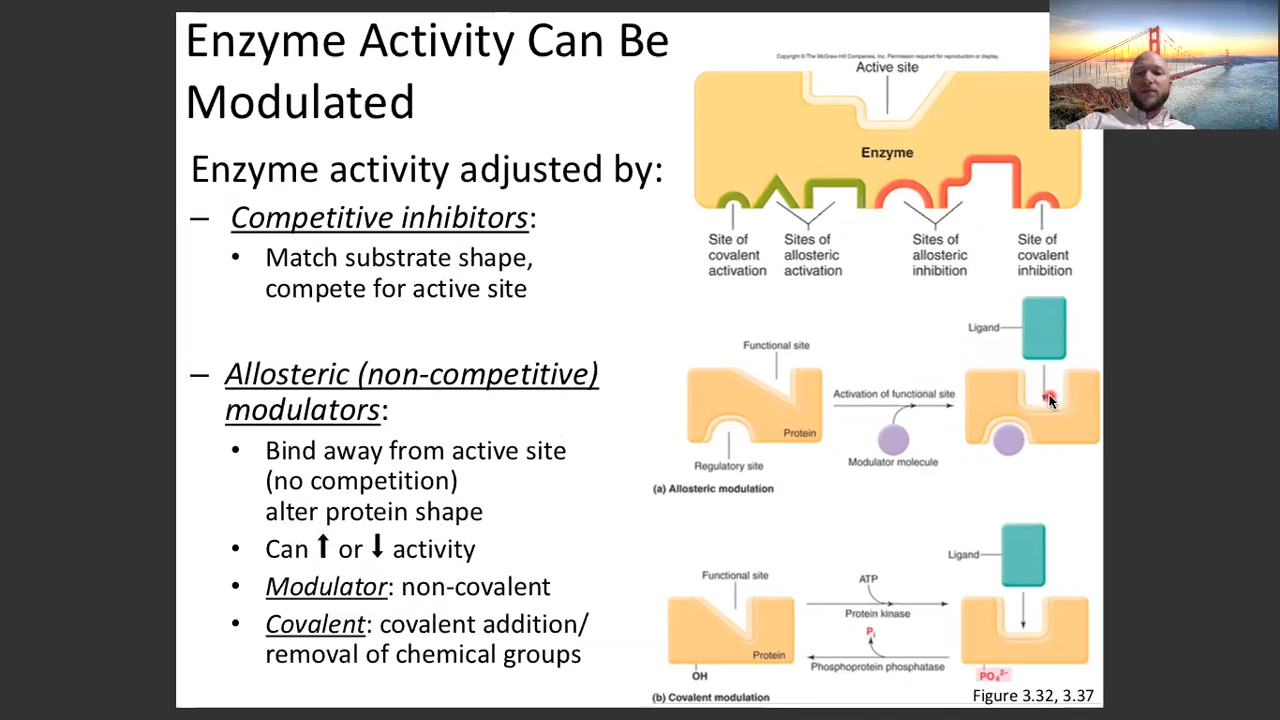 Enzyme Activity Can Be
Modulated
Enzyme activity adjusted by:
– Competitive inhibitors:
• Match substrate shape,
compete for active site
– Allosteric (non-competitive)
modulators:
• Bind away from active site
(no competition)
alter protein shape
• Can ⬆ or ⬇ activity
• Modulator: non-covalent
• Covalent: covalent addition/
removal of chemical groups
Copyright © The McGraw-Hill Companies, Inc. Permission required for reproduction or display.
Active site
Enzyme
Site of
covalent
activation
Sites of
allosteric
activation
Sites of
allosteric
inhibition
Site of
covalent
inhibition
Ligand
Functional site
Activation of functional site
Protein
Regulatory site
Modulator molecule
(a) Allosteric modulation
Ligand
Functional site
ATP
Protein kinase
Pi
Protein
Phosphoprotein phosphatase
OH
PO₄²⁻
(b) Covalent modulation
Figure 3.32, 3.37